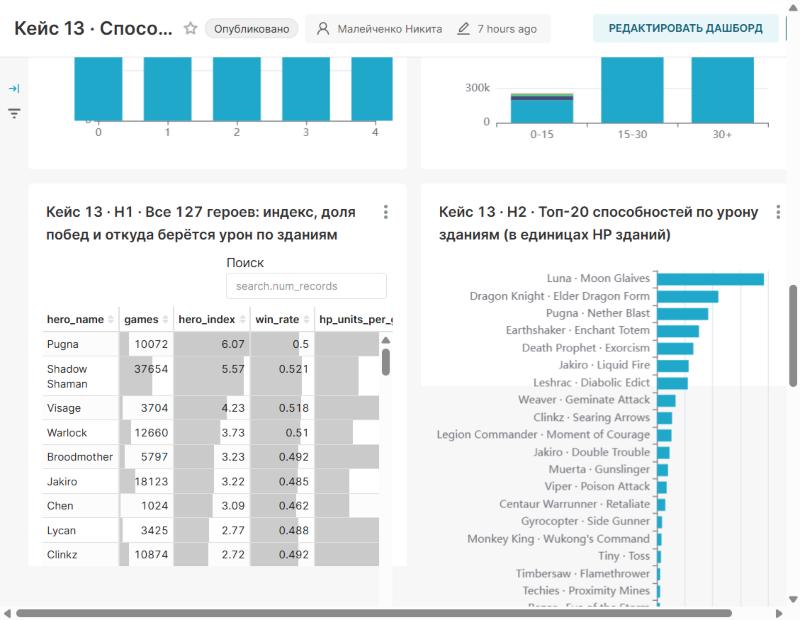 Кейс 13 · Спосо...
Опубликовано
Малейченко Никита
7 hours ago
РЕДАКТИРОВАТЬ ДАШБОРД
0
1
2
3
4
300k
0
0-15
15-30
30+
Кейс 13 · H1 · Все 127 героев: индекс, доля
побед и откуда берётся урон по зданиям
Поиск
search.num_records
hero_name games hero_index win_rate hp_units_per_g
Pugna 10072 6.07 0.5
Shadow Shaman 37654 5.57 0.521
Visage 3704 4.23 0.518
Warlock 12660 3.73 0.51
Broodmother 5797 3.23 0.492
Jakiro 18123 3.22 0.485
Chen 1024 3.09 0.462
Lycan 3425 2.77 0.488
Clinkz 10874 2.72 0.492
Кейс 13 · H2 · Топ-20 способностей по урону
зданиям (в единицах HP зданий)
Luna · Moon Glaives
Dragon Knight · Elder Dragon Form
Pugna · Nether Blast
Earthshaker · Enchant Totem
Death Prophet · Exorcism
Jakiro · Liquid Fire
Leshrac · Diabolic Edict
Weaver · Geminate Attack
Clinkz · Searing Arrows
Legion Commander · Moment of Courage
Jakiro · Double Trouble
Muerta · Gunslinger
Viper · Poison Attack
Centaur Warrunner · Retaliate
Gyrocopter · Side Gunner
Monkey King · Wukong's Command
Tiny · Toss
Timbersaw · Flamethrower
Techies · Proximity Mines